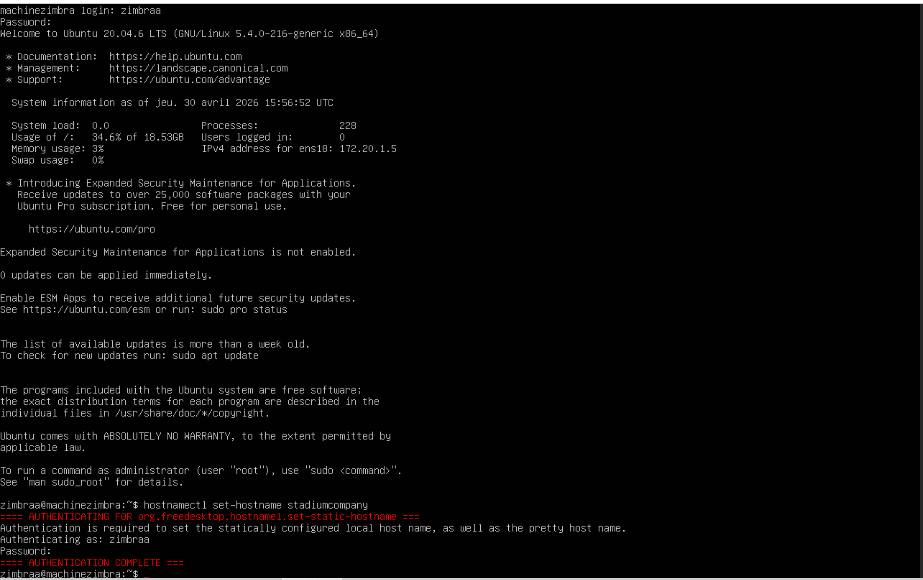 machinezimbra login: zimbraa
Password:
Welcome to Ubuntu 20.04.6 LTS (GNU/Linux 5.4.0-216-generic x86_64)
* Documentation: https://help.ubuntu.com
* Management: https://landscape.canonical.com
* Support: https://ubuntu.com/advantage
System information as of jeu. 30 avril 2026 15:56:52 UTC
System load: 0.0 Processes: 228
Usage of /: 34.6% of 18.53GB Users logged in: 0
Memory usage: 3% IPv4 address for ens18: 172.20.1.5
Swap usage: 0%
* Introducing Expanded Security Maintenance for Applications.
Receive updates to over 25,000 software packages with your
Ubuntu Pro subscription. Free for personal use.
https://ubuntu.com/pro
Expanded Security Maintenance for Applications is not enabled.
0 updates can be applied immediately.
Enable ESM Apps to receive additional future security updates.
See https://ubuntu.com/esm or run: sudo pro status
The list of available updates is more than a week old.
To check for new updates run: sudo apt update
The programs included with the Ubuntu system are free software;
the exact distribution terms for each program are described in the
individual files in /usr/share/doc/*/copyright.
Ubuntu comes with ABSOLUTELY NO WARRANTY, to the extent permitted by
applicable law.
To run a command as administrator (user "root"), use "sudo <command>".
See "man sudo_root" for details.
zimbraa@machinezimbra:~$ hostnamectl set-hostname stadiumcompany
==== AUTHENTICATING FOR org.freedesktop.hostname1.set-static-hostname ===
Authentication is required to set the statically configured local host name, as well as the pretty host name.
Authenticating as: zimbraa
Password:
==== AUTHENTICATION COMPLETE ===
zimbraa@machinezimbra:~$ _